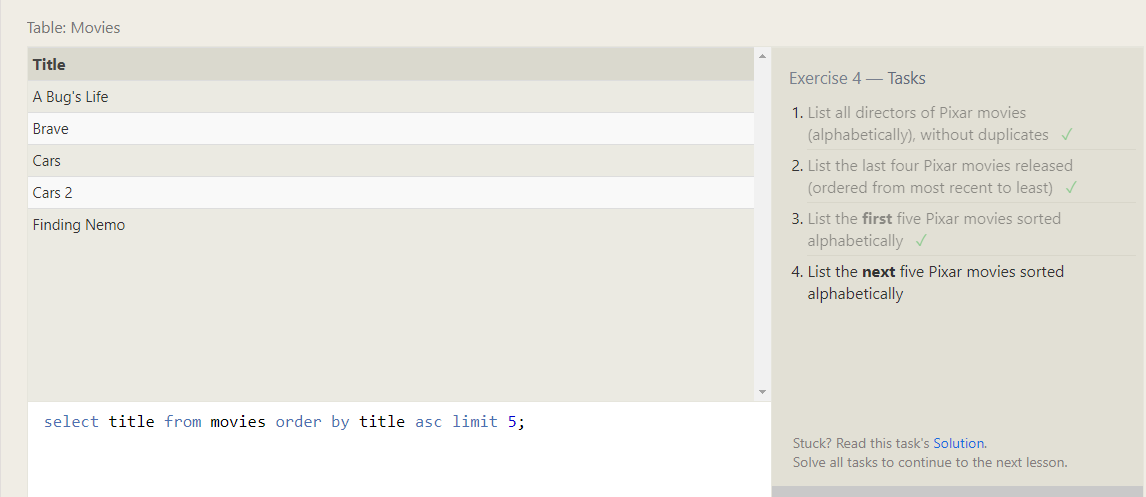 Table: Movies
Title
A Bug's Life
Brave
Cars
Cars 2
Finding Nemo
select title from movies order by title asc limit 5;
Exercise 4 — Tasks
1. List all directors of Pixar movies
(alphabetically), without duplicates ✓
2. List the last four Pixar movies released
(ordered from most recent to least) ✓
3. List the first five Pixar movies sorted
alphabetically ✓
4. List the next five Pixar movies sorted
alphabetically
Stuck? Read this task's Solution.
Solve all tasks to continue to the next lesson.